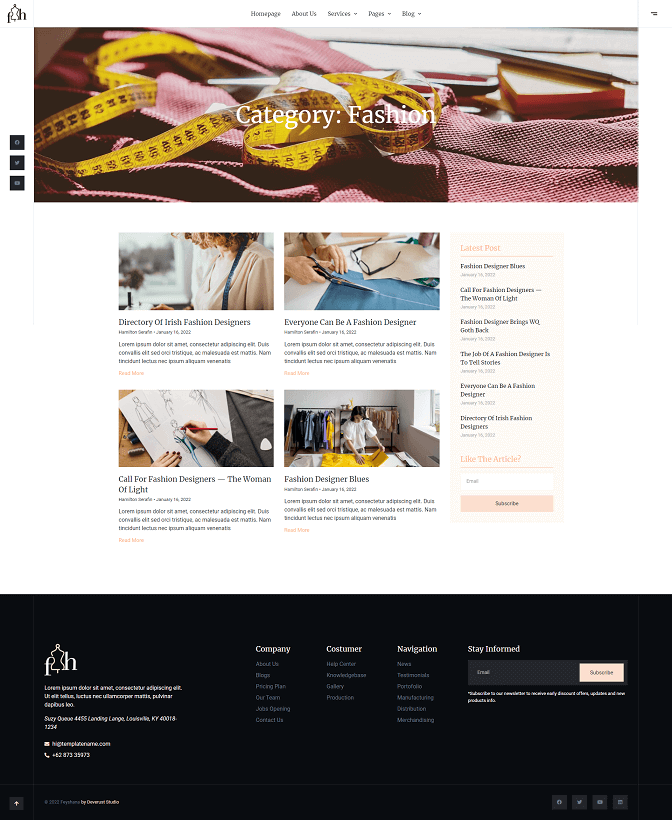 f h
Homepage About Us Services Pages Blog
Category: Fashion
Directory Of Irish Fashion Designers
Hamilton Serafin • January 16, 2022
Lorem ipsum dolor sit amet, consectetur adipiscing elit. Duis
convallis elit sed orci tristique, ac malesuada est mattis. Nam
tincidunt lectus nec ipsum aliquam venenatis
Read More
Everyone Can Be A Fashion Designer
Hamilton Serafin • January 16, 2022
Lorem ipsum dolor sit amet, consectetur adipiscing elit. Duis
convallis elit sed orci tristique, ac malesuada est mattis. Nam
tincidunt lectus nec ipsum aliquam venenatis
Read More
Call For Fashion Designers — The Woman
Of Light
Hamilton Serafin • January 16, 2022
Lorem ipsum dolor sit amet, consectetur adipiscing elit. Duis
convallis elit sed orci tristique, ac malesuada est mattis. Nam
tincidunt lectus nec ipsum aliquam venenatis
Read More
Fashion Designer Blues
Hamilton Serafin • January 16, 2022
Lorem ipsum dolor sit amet, consectetur adipiscing elit. Duis
convallis elit sed orci tristique, ac malesuada est mattis. Nam
tincidunt lectus nec ipsum aliquam venenatis
Read More
Latest Post
Fashion Designer Blues
January 16, 2022
Call For Fashion Designers —
The Woman Of Light
January 16, 2022
Fashion Designer Brings WQ
Goth Back
January 16, 2022
The Job Of A Fashion Designer Is
To Tell Stories
January 16, 2022
Everyone Can Be A Fashion
Designer
January 16, 2022
Directory Of Irish Fashion
Designers
January 16, 2022
Like The Article?
Email
Subscribe
f h
Lorem ipsum dolor sit amet, consectetur adipiscing elit.
Ut elit tellus, luctus nec ullamcorper mattis, pulvinar
dapibus leo.
Suzy Queue 4455 Landing Lange, Louisville, KY 40018-
1234
hi@templatename.com
+62 873 35973
Company
About Us
Blogs
Pricing Plan
Our Team
Jobs Opening
Contact Us
Costumer
Help Center
Knowledgebase
Gallery
Production
Navigation
News
Testimonials
Portofolio
Manufacturing
Distribution
Merchandising
Stay Informed
Email Subscribe
*Subscribe to our newsletter to receive early discount offers, updates and new
products info.
© 2022 Feyshuns by Deverust Studio